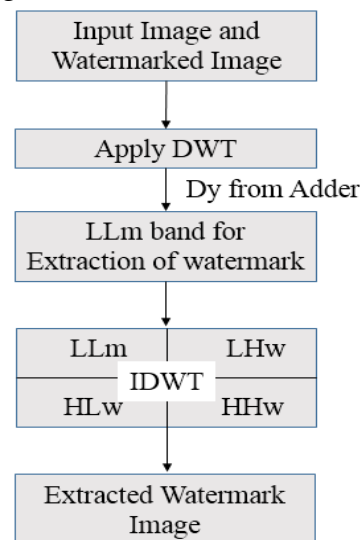 Input Image and
Watermarked Image
Apply DWT
Dy from Adder
LLm band for
Extraction of watermark
LLm LHw
IDWT
HLw HHw
Extracted Watermark
Image